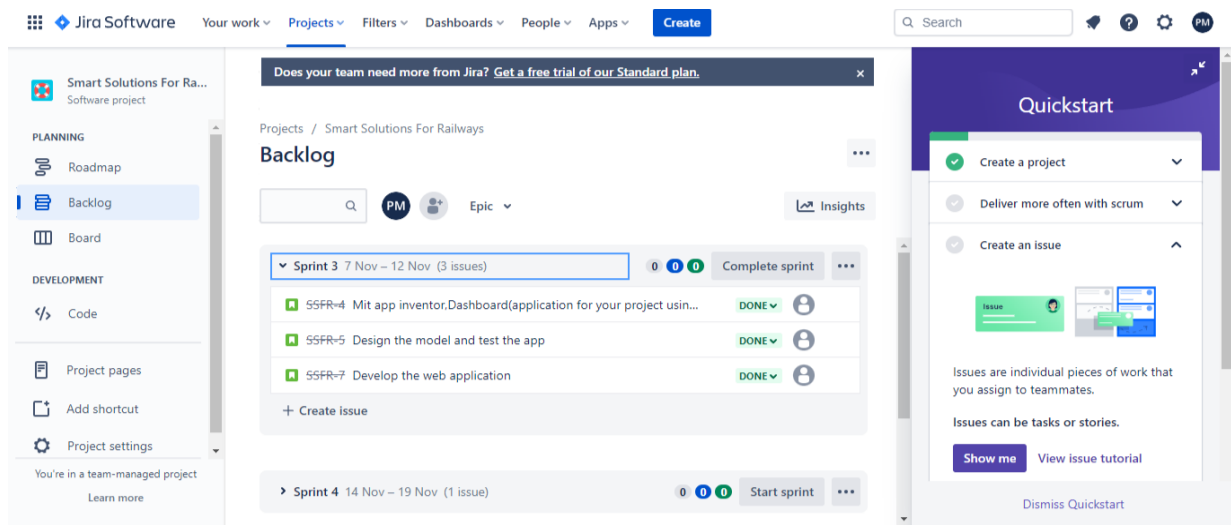 Jira Software Your work Projects Filters Dashboards People Apps Create Search PM
Smart Solutions For Ra...
Software project
PLANNING
Roadmap
Backlog
Board
DEVELOPMENT
Code
Project pages
Add shortcut
Project settings
You're in a team-managed project
Learn more
Does your team need more from Jira? Get a free trial of our Standard plan.
Projects / Smart Solutions For Railways
Backlog
PM Epic Insights
Sprint 3 7 Nov – 12 Nov (3 issues) 0 0 0 Complete sprint
SSFR-4 Mit app inventor,Dashboard(application for your project usin... DONE
SSFR-5 Design the model and test the app DONE
SSFR-7 Develop the web application DONE
+ Create issue
Sprint 4 14 Nov – 19 Nov (1 issue) 0 0 0 Start sprint
Quickstart
Create a project
Deliver more often with scrum
Create an issue
Issue
Issues are individual pieces of work that
you assign to teammates.
Issues can be tasks or stories.
Show me View issue tutorial
Dismiss Quickstart